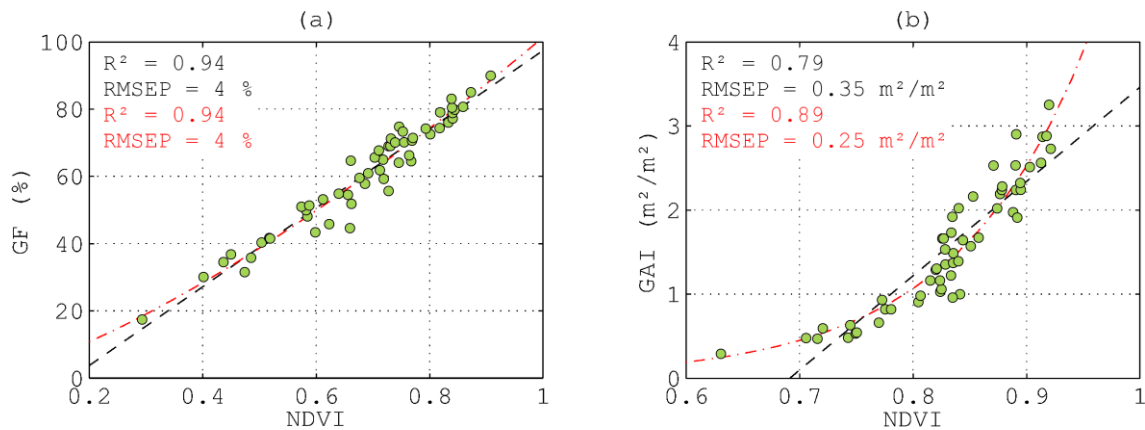 (a)
100
80
60
40
20
0
GF (%)
R² = 0.94
RMSEP = 4 %
R² = 0.94
RMSEP = 4 %
0.2 0.4 0.6 0.8 1
NDVI
(b)
4
3
2
1
0
GAI (m²/m²)
R² = 0.79
RMSEP = 0.35 m²/m²
R² = 0.89
RMSEP = 0.25 m²/m²
0.6 0.7 0.8 0.9 1
NDVI